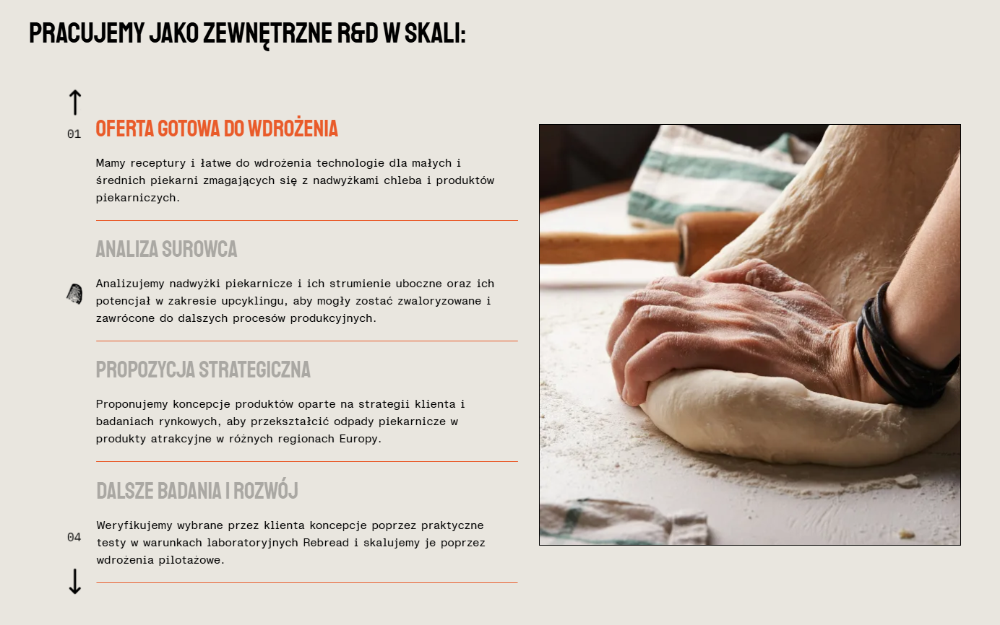 PRACUJEMY JAKO ZEWNĘTRZNE R&D W SKALI:
01
OFERTA GOTOWA DO WDROŻENIA
Mamy receptury i łatwe do wdrożenia technologie dla małych i
średnich piekarni zmagających się z nadwyżkami chleba i produktów
piekarniczych.
ANALIZA SUROWCA
Analizujemy nadwyżki piekarnicze i ich strumienie uboczne oraz ich
potencjał w zakresie upcyklingu, aby mogły zostać zwaloryzowane i
zawrócone do dalszych procesów produkcyjnych.
PROPOZYCJA STRATEGICZNA
Proponujemy koncepcje produktów oparte na strategii klienta i
badaniach rynkowych, aby przekształcić odpady piekarnicze w
produkty atrakcyjne w różnych regionach Europy.
DALSZE BADANIA I ROZWÓJ
Weryfikujemy wybrane przez klienta koncepcje poprzez praktyczne
04
testy w warunkach laboratoryjnych Rebread i skalujemy je poprzez
wdrożenia pilotażowe.